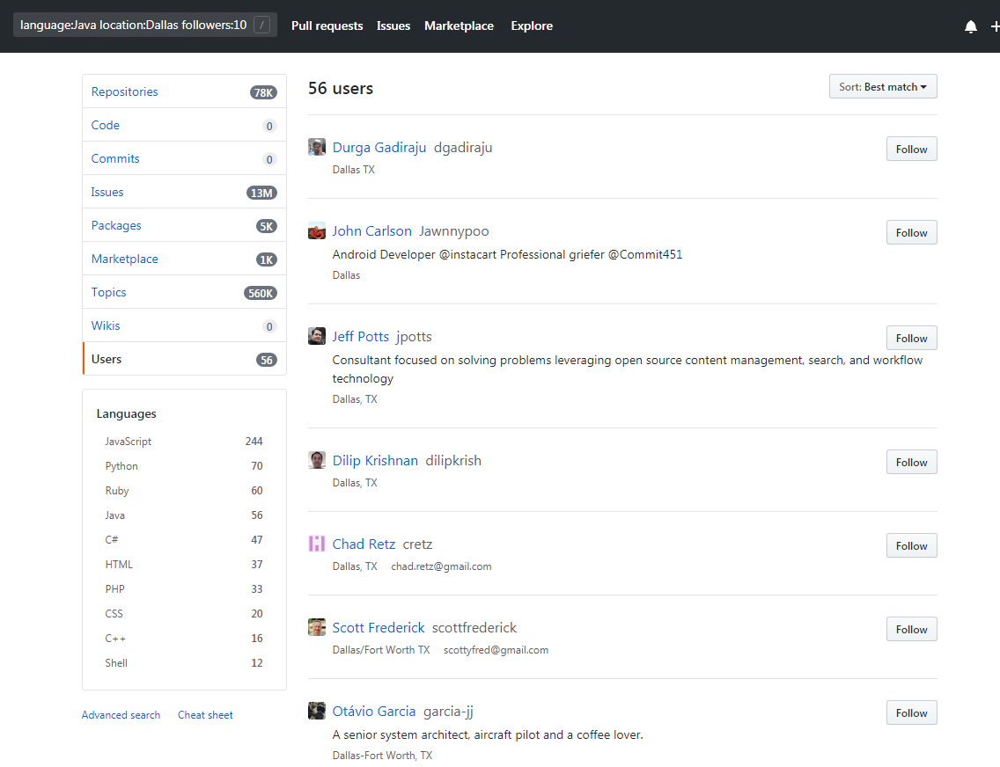 language:Java location:Dallas followers:10 /
Pull requests Issues Marketplace Explore
Repositories 78K
Code 0
Commits 0
Issues 13M
Packages 5K
Marketplace 1K
Topics 560K
Wikis 0
Users 56
Languages
JavaScript 244
Python 70
Ruby 60
Java 56
C# 47
HTML 37
PHP 33
CSS 20
C++ 16
Shell 12
Advanced search Cheat sheet
56 users
Sort: Best match
Durga Gadiraju dgadiraju
Follow
Dallas TX
John Carlson Jawnnypoo
Follow
Android Developer @instacart Professional griefer @Commit451
Dallas
Jeff Potts jpotts
Follow
Consultant focused on solving problems leveraging open source content management, search, and workflow
technology
Dallas, TX
Dilip Krishnan dilipkrish
Follow
Dallas, TX
Chad Retz cretz
Follow
Dallas, TX chad.retz@gmail.com
Scott Frederick scottfrederick
Follow
Dallas/Fort Worth TX scottyfred@gmail.com
Otávio Garcia garcia-jj
Follow
A senior system architect, aircraft pilot and a coffee lover.
Dallas-Fort Worth, TX